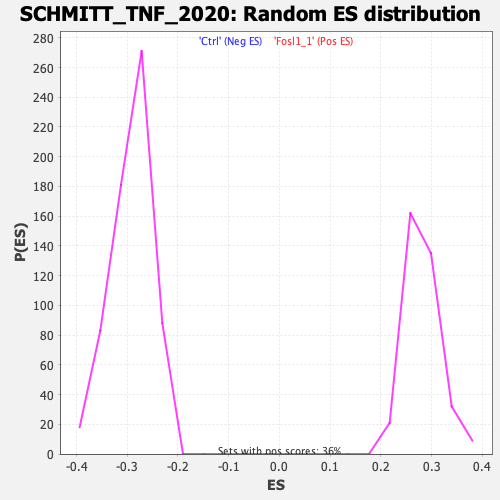 SCHMITT_TNF_2020: Random ES distribution
'Ctrl' (Neg ES) 'Fosl1_1' (Pos ES)
280
260
240
220
200
180
160
140
120
100
80
60
40
20
0
P(ES)
Sets with pos scores: 36%
-0.4 -0.3 -0.2 -0.1 0.0 0.1 0.2 0.3 0.4
ES